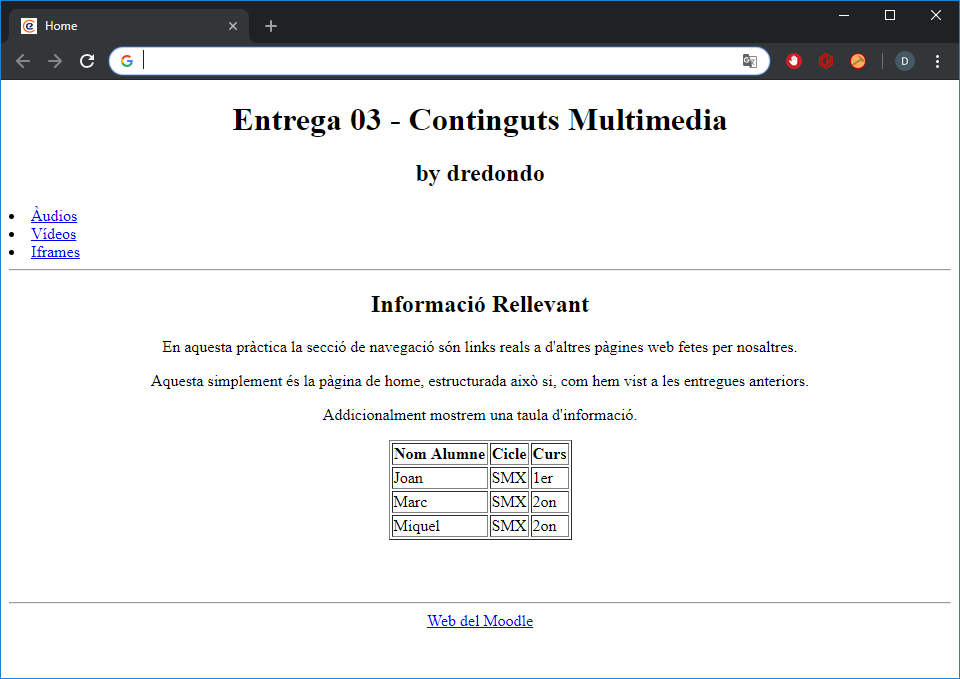 Home
D
Entrega 03 - Continguts Multimedia
by dredondo
Àudios
Vídeos
Iframes
Informació Rellevant
En aquesta pràctica la secció de navegació són links reals a d'altres pàgines web fetes per nosaltres.
Aquesta simplement és la pàgina de home, estructurada això si, com hem vist a les entregues anteriors.
Addicionalment mostrem una taula d'informació.
Nom Alumne Cicle Curs
Joan SMX 1er
Marc SMX 2on
Miquel SMX 2on
Web del Moodle